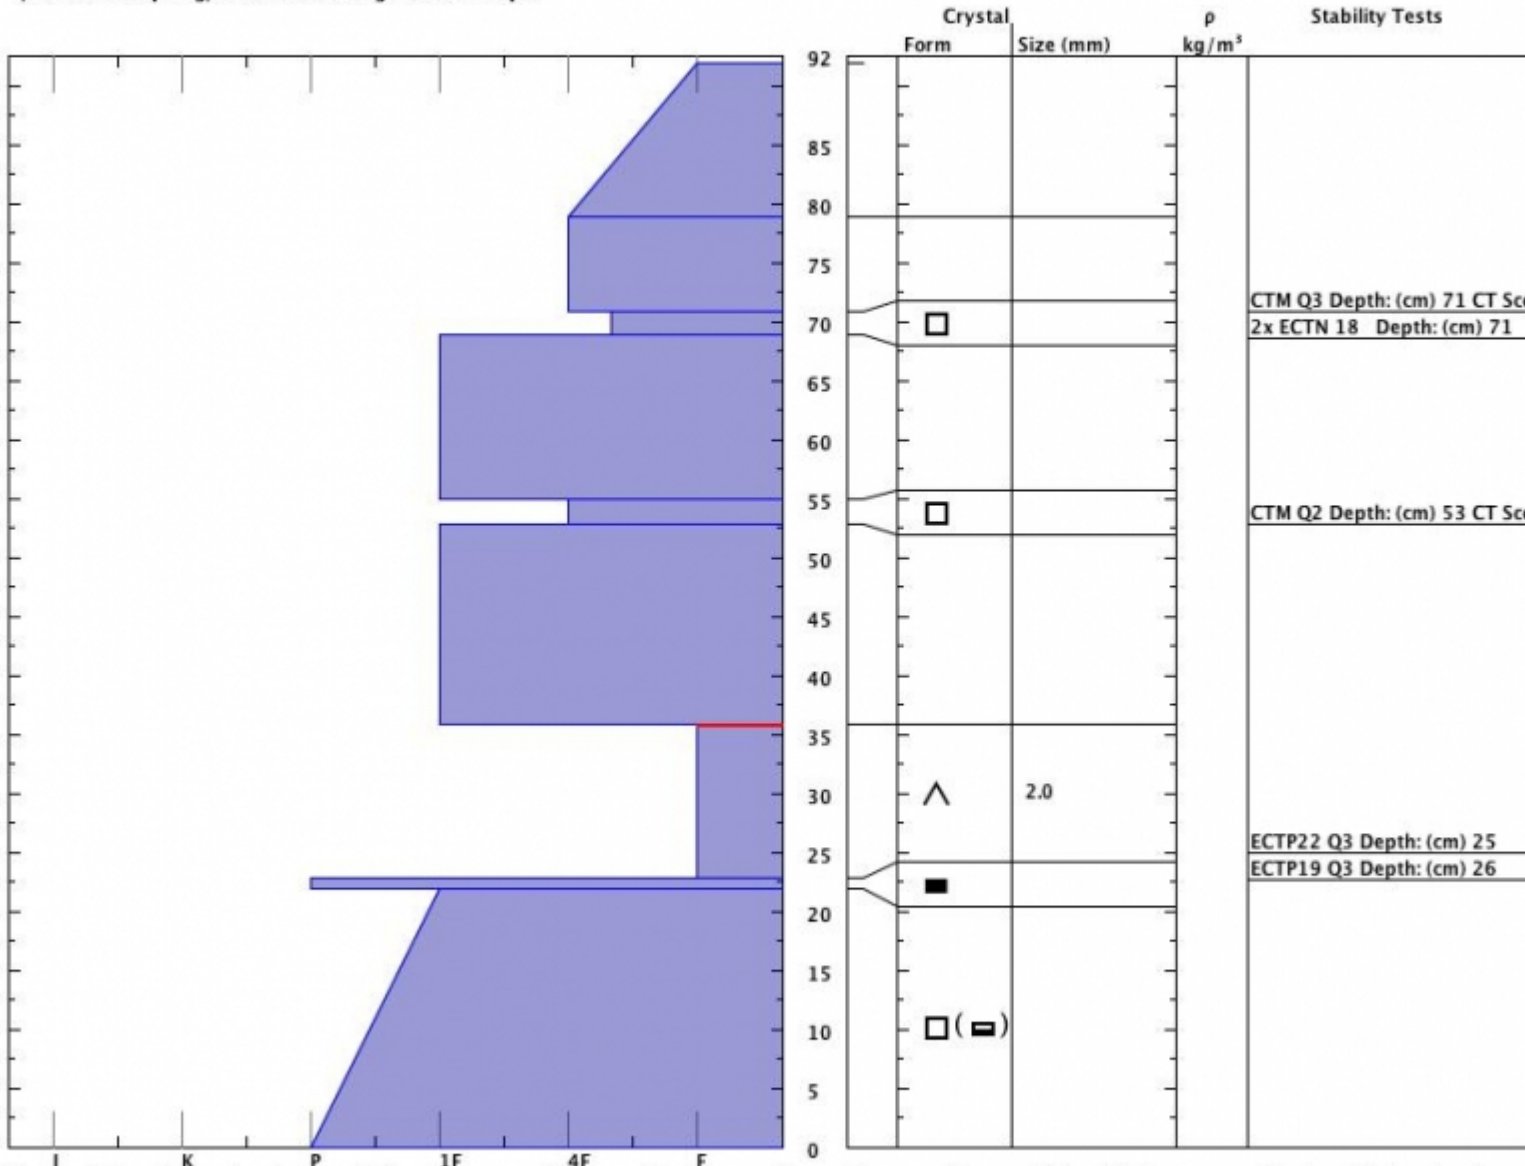 Crystal ρ Stability Tests
Form Size (mm) kg/m³
92
85
80
75
CTM Q3 Depth: (cm) 71 CT Sco
70
2x ECTN 18 Depth: (cm) 71
65
60
55
CTM Q2 Depth: (cm) 53 CT Sco
50
45
40
35
30
2.0
ECTP22 Q3 Depth: (cm) 25
25
ECTP19 Q3 Depth: (cm) 26
20
15
10 ( )
5
0
I K P 1F 4F F